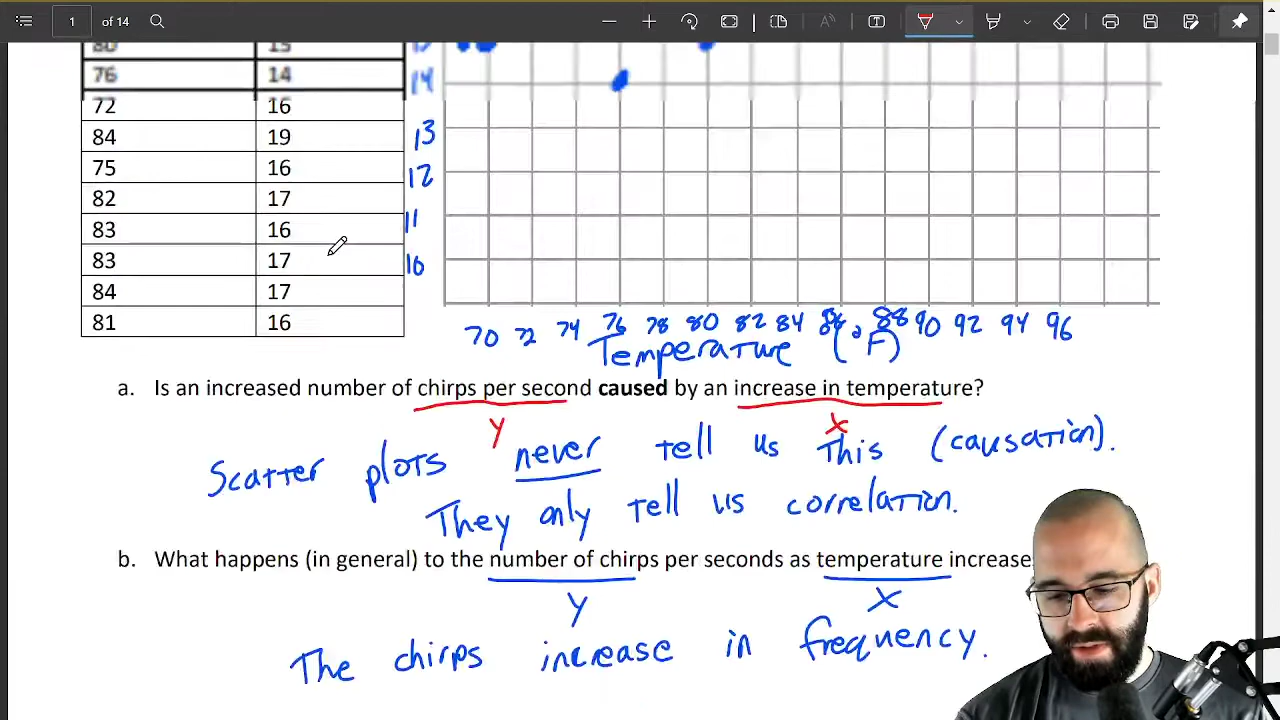 1 of 14
80 15
76 14
72 16
84 19
75 16
82 17
83 16
83 17
84 17
81 16
14
13
12
11
10
70 72 74 76 78 80 82 84 86 88 90 92 94 96
Temperature (°F)
a. Is an increased number of chirps per second caused by an increase in temperature?
y x
Scatter plots never tell us this (causation).
They only tell us correlation.
b. What happens (in general) to the number of chirps per seconds as temperature increase
y x
The chirps increase in frequency.